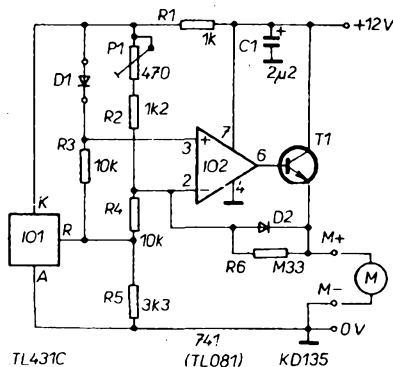 R1
1k
+12V
P1
470
C1
+
2µ2
D1
R2
1k2
R3
10k
3
+
7
IO2
6
T1
2
−
4
K
IO1
R
A
R4
10k
D2
R6
M33
M+
M
M-
R5
3k3
0V
TL431C
741
(TL081)
KD135